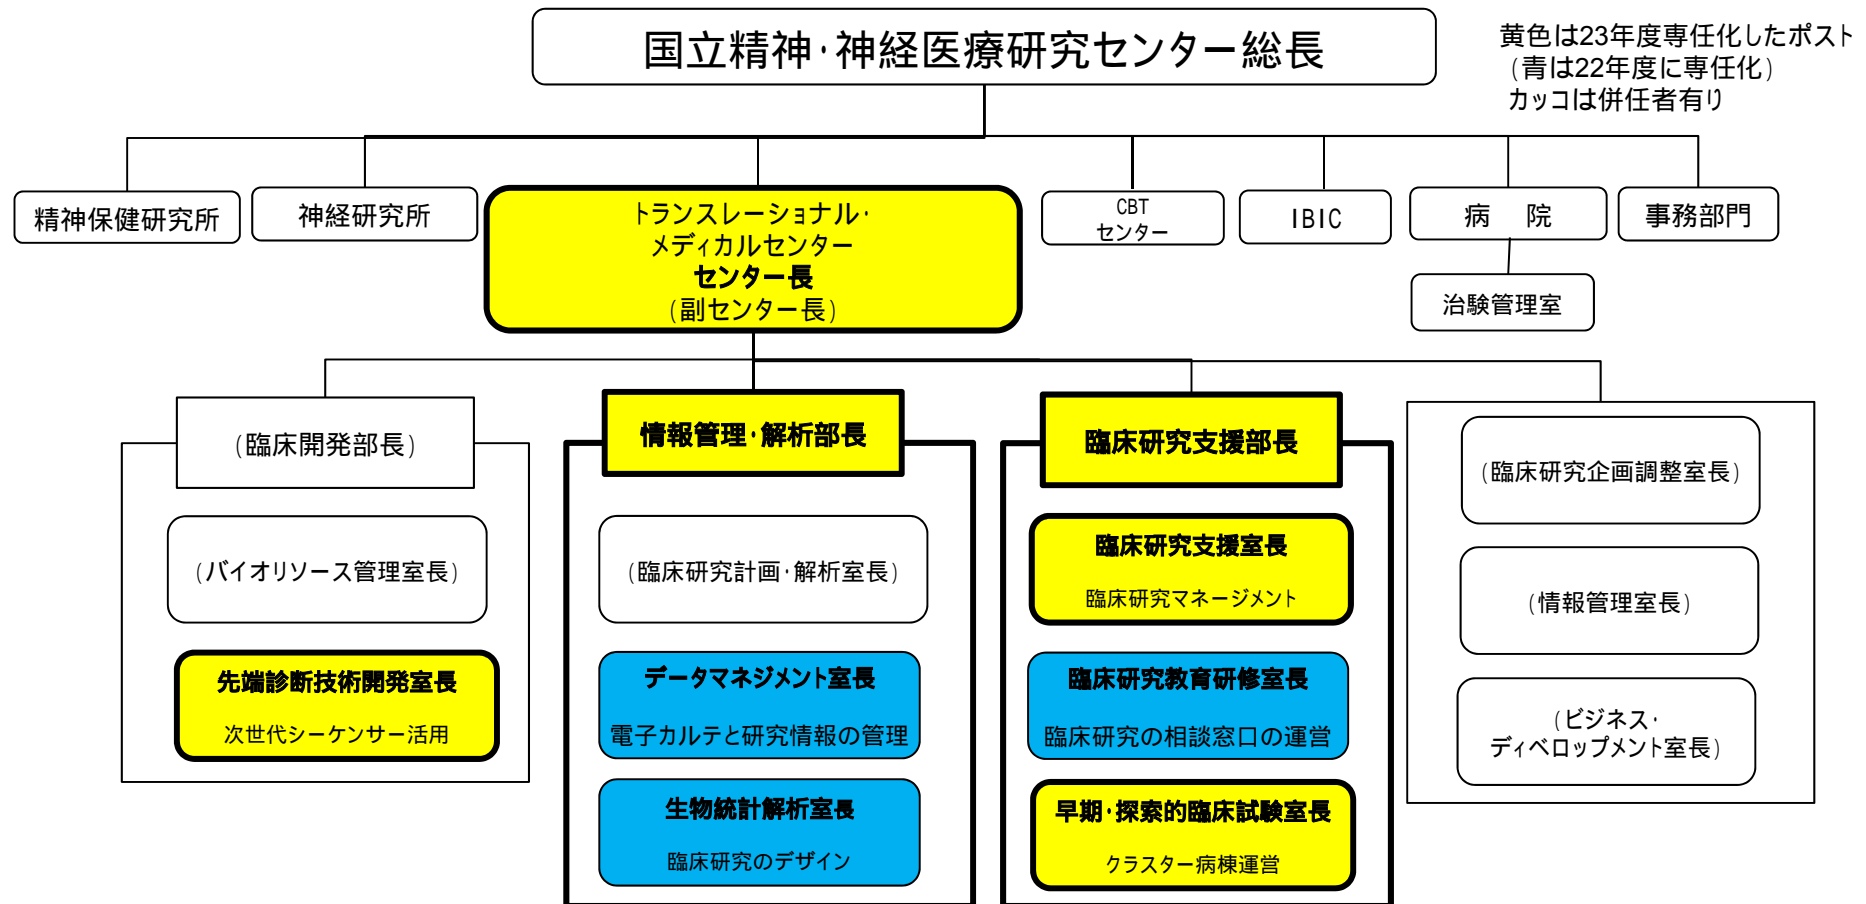 国立精神・神経医療研究センター総長
黄色は23年度専任化したポスト
(青は22年度に専任化)
カッコは併任者有り
精神保健研究所
神経研究所
トランスレーショナル・
メディカルセンター
センター長
(副センター長)
CBT
センター
IBIC
病　院
事務部門
治験管理室
(臨床開発部長)
(バイオリソース管理室長)
先端診断技術開発室長
次世代シーケンサー活用
情報管理・解析部長
(臨床研究計画・解析室長)
データマネジメント室長
電子カルテと研究情報の管理
生物統計解析室長
臨床研究のデザイン
臨床研究支援部長
臨床研究支援室長
臨床研究マネージメント
臨床研究教育研修室長
臨床研究の相談窓口の運営
早期・探索的臨床試験室長
クラスター病棟運営
(臨床研究企画調整室長)
(情報管理室長)
(ビジネス・
ディベロップメント室長)